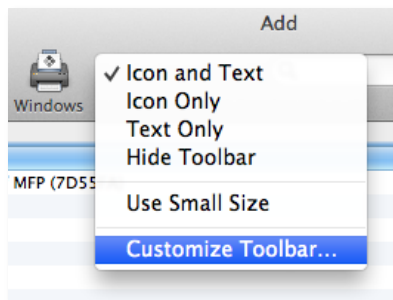 Add
Windows
✓ Icon and Text
Icon Only
Text Only
Hide Toolbar
MFP (7D55
Use Small Size
Customize Toolbar...